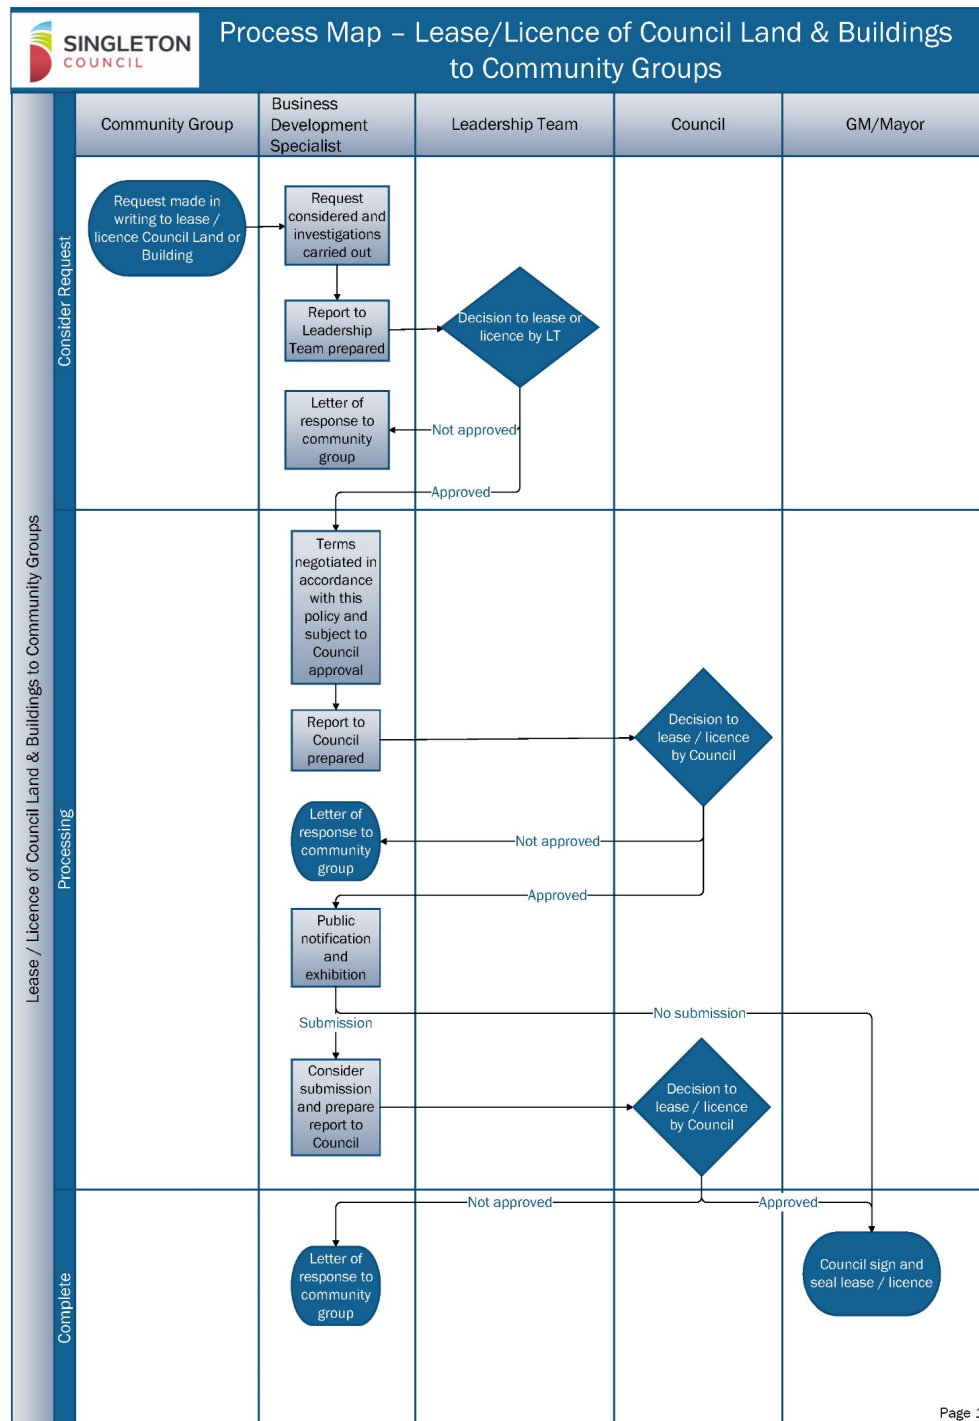 SINGLETON
COUNCIL
Process Map – Lease/Licence of Council Land & Buildings
to Community Groups
Community Group
Business
Development
Specialist
Leadership Team
Council
GM/Mayor
Lease / Licence of Council Land & Buildings to Community Groups
Consider Request
Request made in
writing to lease /
licence Council Land or
Building
Request
considered and
investigations
carried out
Report to
Leadership
Team prepared
Decision to lease or
licence by LT
Letter of
response to
community
group
Not approved
Approved
Processing
Terms
negotiated in
accordance
with this
policy and
subject to
Council
approval
Report to
Council
prepared
Decision to
lease / licence
by Council
Letter of
response to
community
group
Not approved
Approved
Public
notification
and
exhibition
Submission
No submission
Consider
submission
and prepare
report to
Council
Decision to
lease / licence
by Council
Complete
Not approved
Approved
Letter of
response to
community
group
Council sign and
seal lease / licence
Page